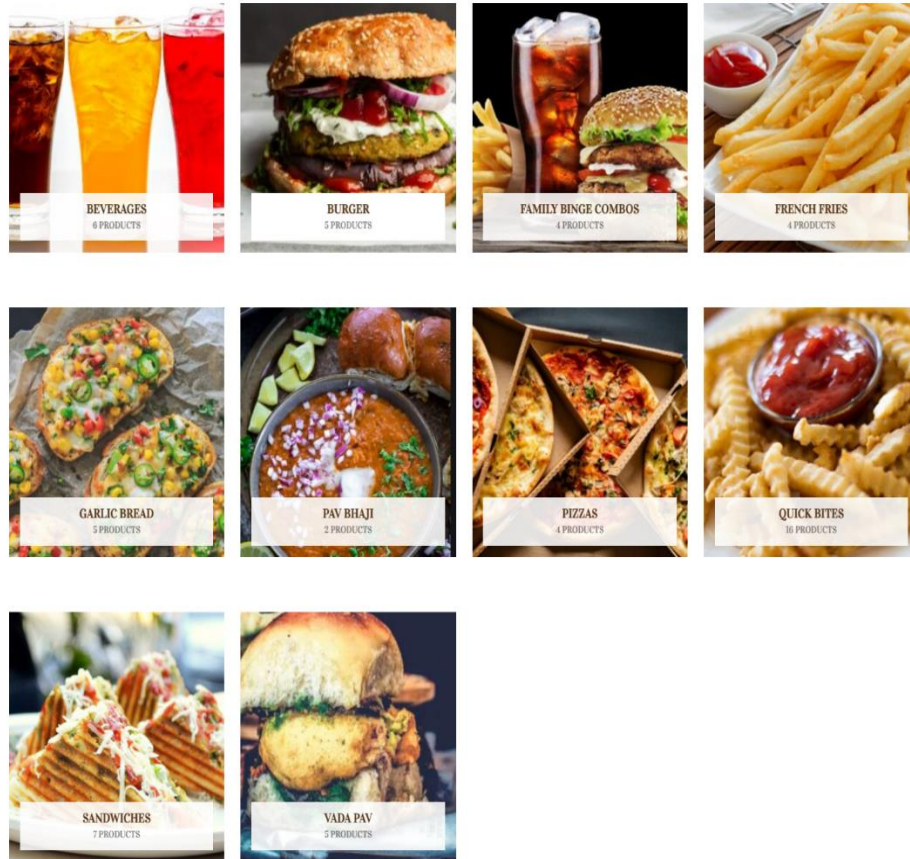 BEVERAGES
6 PRODUCTS
BURGER
5 PRODUCTS
FAMILY BINGE COMBOS
4 PRODUCTS
FRENCH FRIES
4 PRODUCTS
GARLIC BREAD
5 PRODUCTS
PAV BHAJI
2 PRODUCTS
PIZZAS
4 PRODUCTS
QUICK BITES
16 PRODUCTS
SANDWICHES
7 PRODUCTS
VADA PAV
5 PRODUCTS